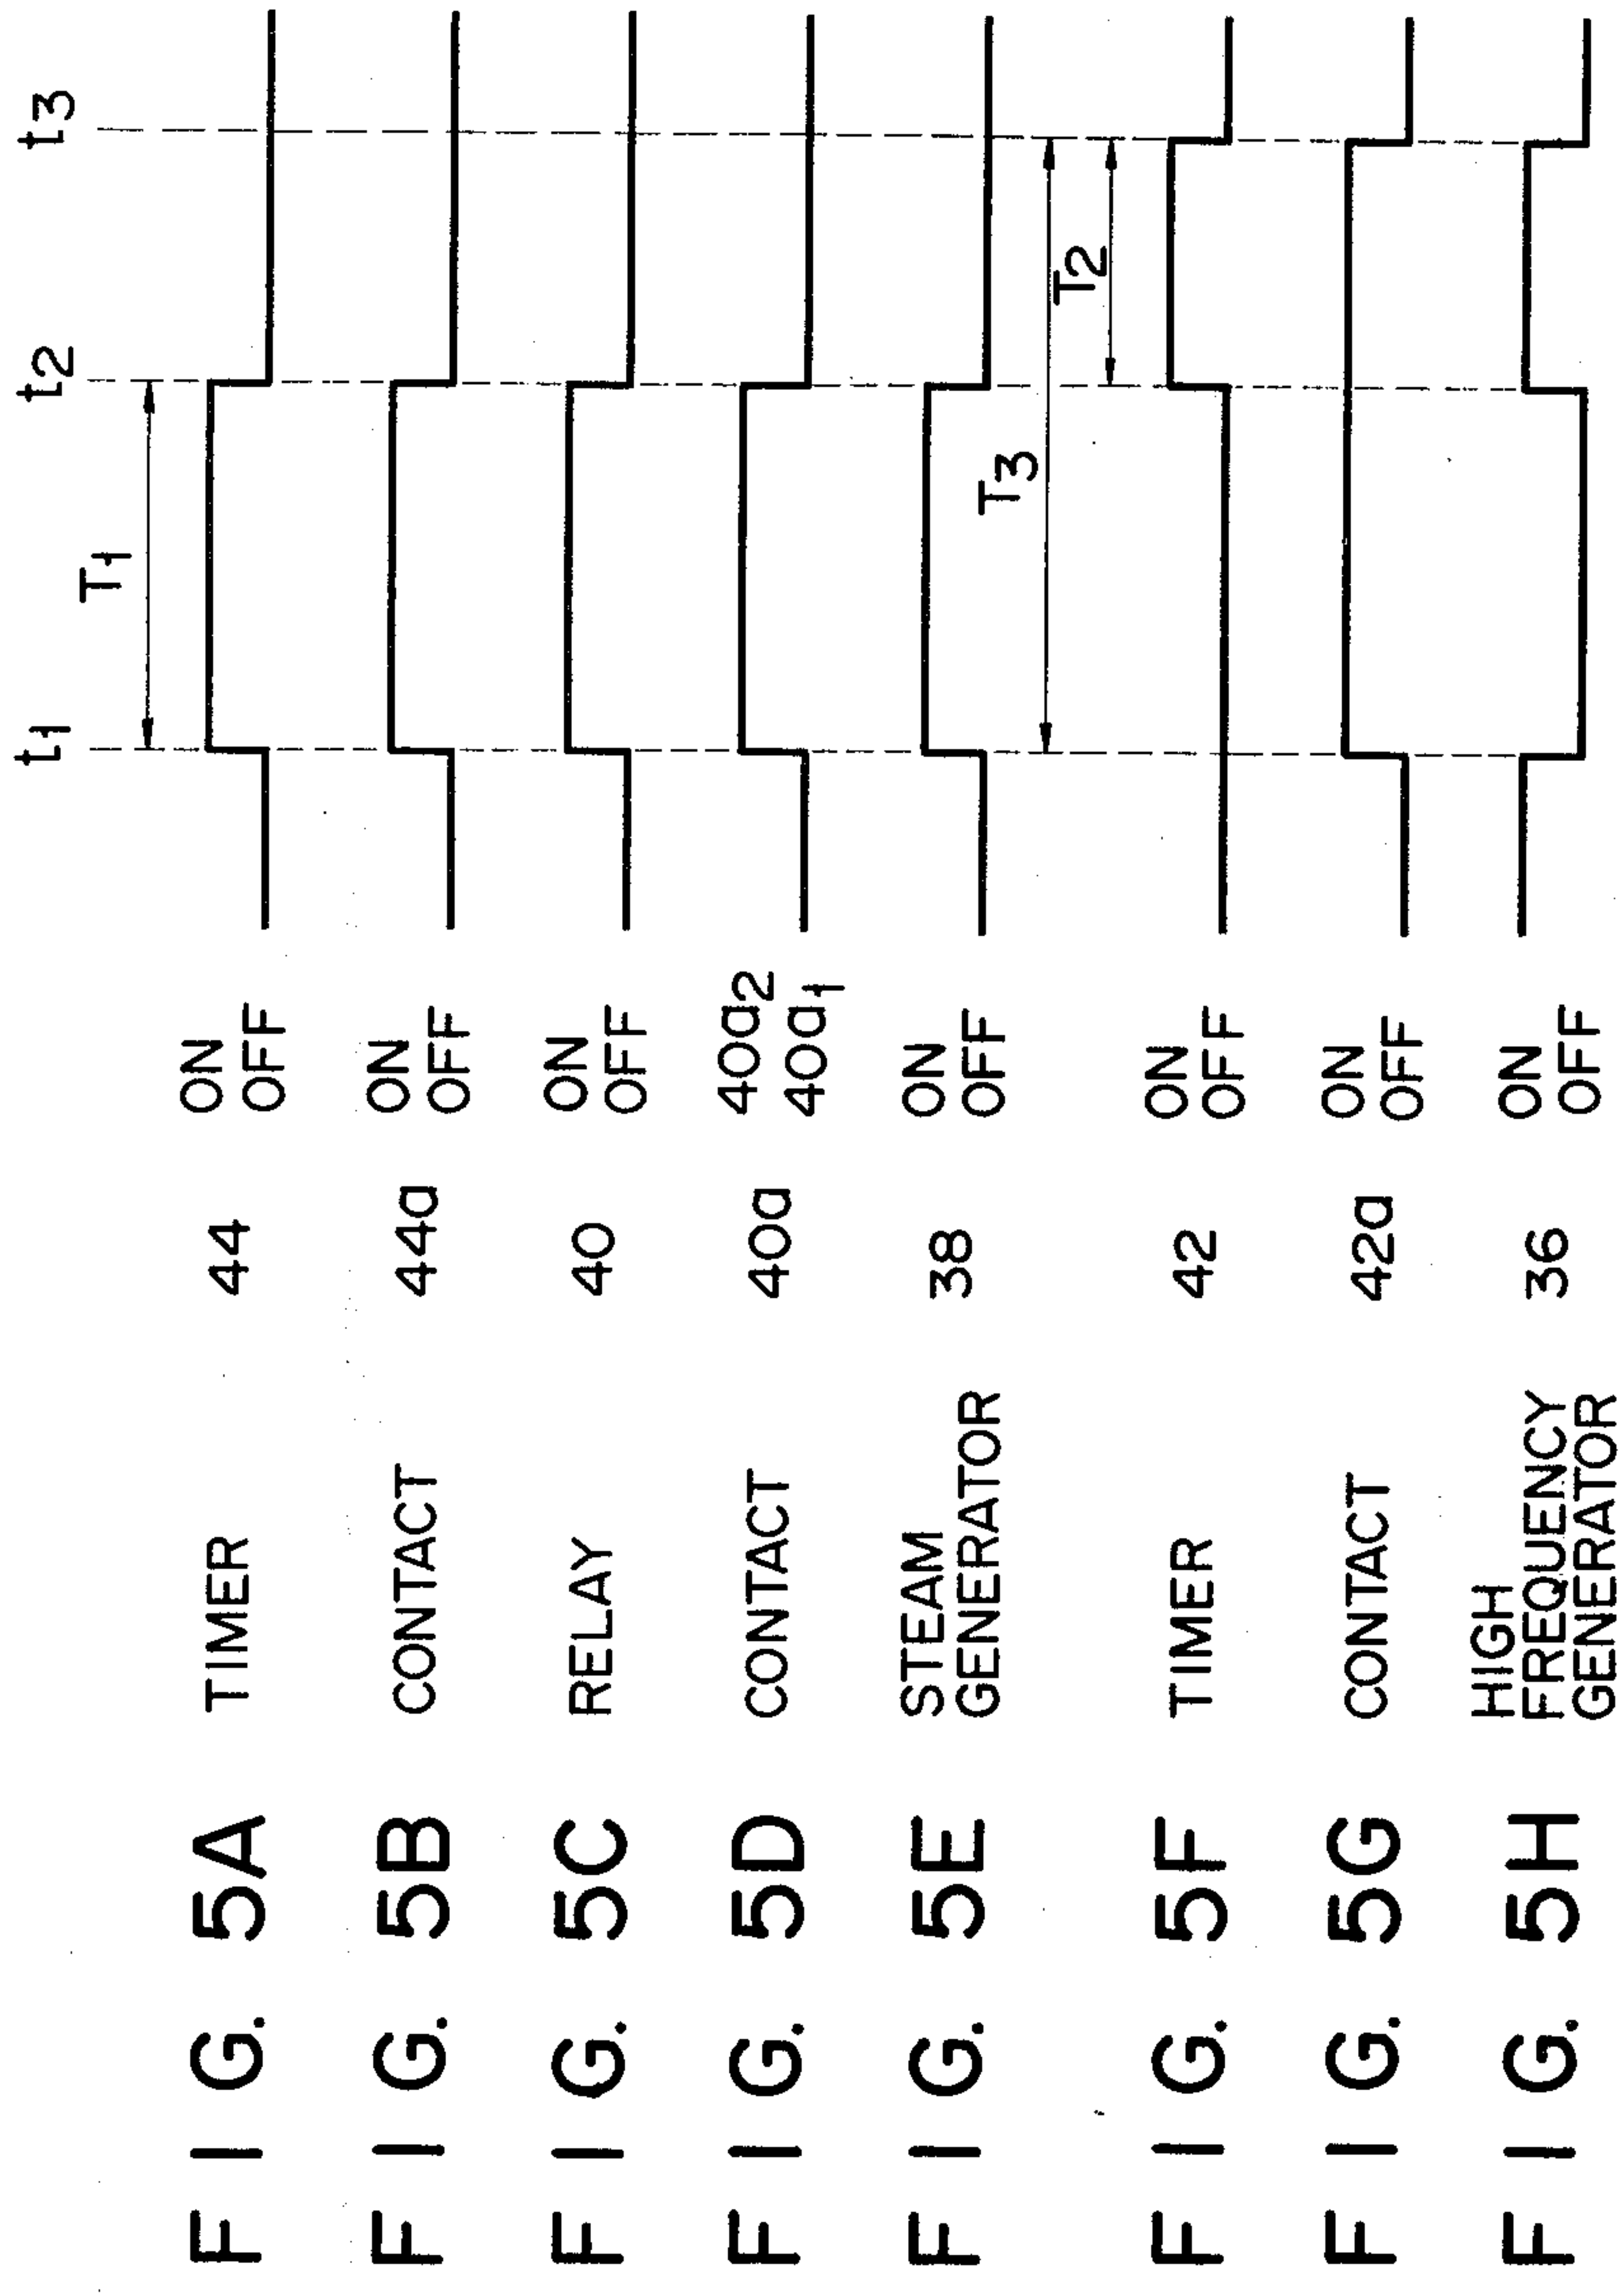 t1 t2 t3
T1
FIG. 5A TIMER 44 ON
OFF
FIG. 5B CONTACT 44a ON
OFF
FIG. 5C RELAY 40 ON
OFF
FIG. 5D CONTACT 40a 40a2
40a1
FIG. 5E STEAM
GENERATOR 38 ON
OFF
T3
T2
FIG. 5F TIMER 42 ON
OFF
FIG. 5G CONTACT 42a ON
OFF
FIG. 5H HIGH
FREQUENCY
GENERATOR 36 ON
OFF